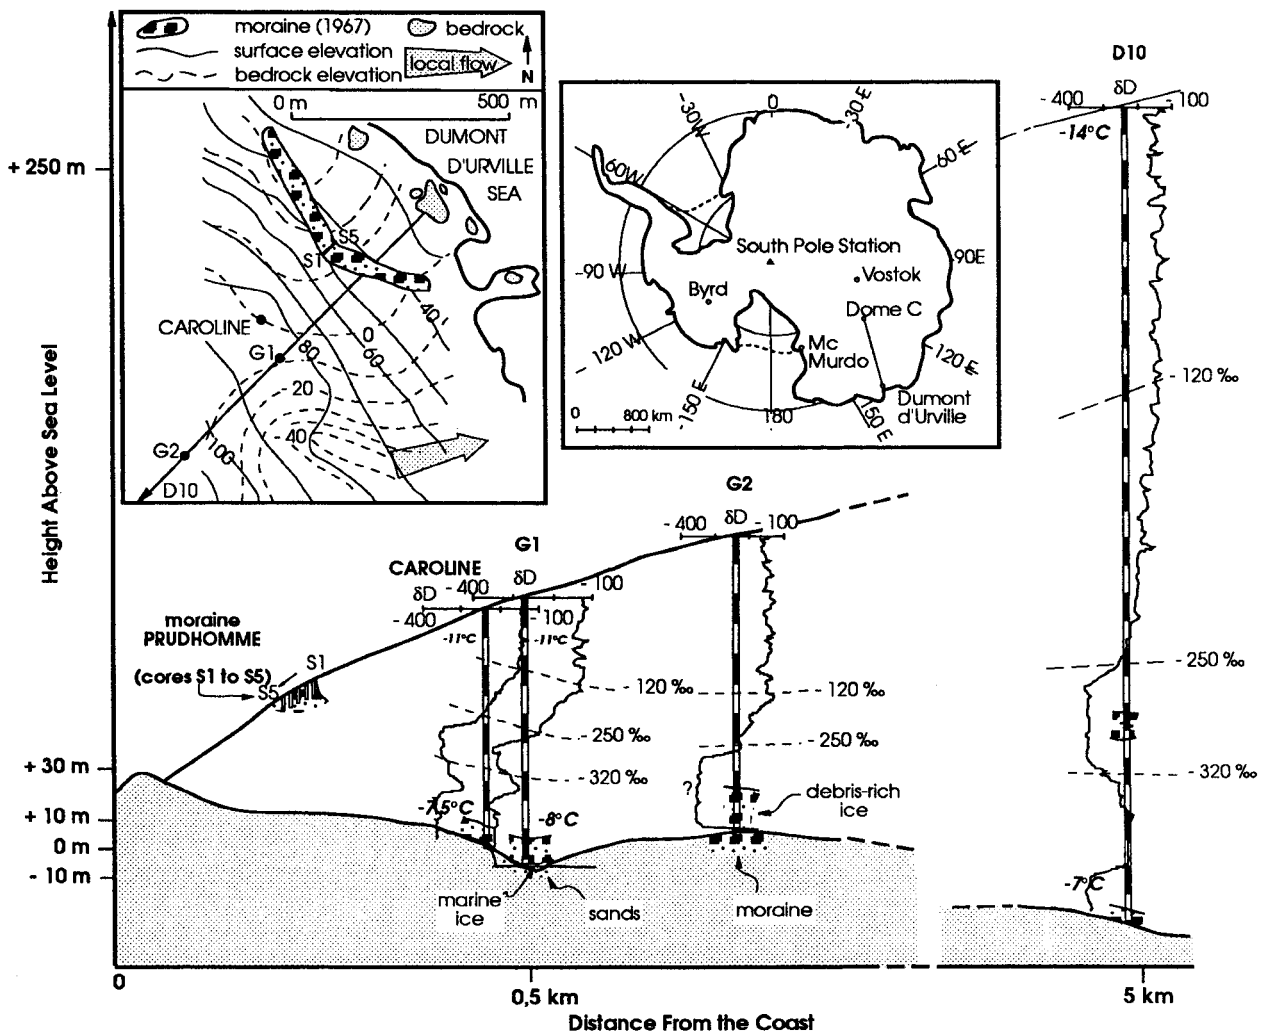 moraine (1967)
bedrock
surface elevation
local flow
bedrock elevation
N
0 m
500 m
DUMONT
D'URVILLE
SEA
S5
S1
CAROLINE
G1
40
0
80
60
20
- 40
G2
100
D10
0
-30W
-30 E
60W
60 E
South Pole Station
-90 W
90E
Vostok
Byrd
Dome C
Mc
Murdo
120 W
120 E
-150 E
180
150 E
Dumont
d'Urville
0
800 km
D10
δD
- 400
- 100
-14°C
- 120 ‰
- 250 ‰
- 320 ‰
-7°C
+ 250 m
Height Above Sea Level
+ 30 m
+ 10 m
0 m
- 10 m
G2
- 400
δD
- 100
G1
CAROLINE
δD
- 400
δD
- 100
- 400
- 100
-11°C
-11°C
moraine
PRUDHOMME
(cores S1 to S5)
S1
S5
- 120 ‰
- 120 ‰
- 250 ‰
- 250 ‰
- 320 ‰
?
debris-rich
ice
-7,5°C
-8°C
marine
ice
sands
moraine
0
0,5 km
5 km
Distance From the Coast